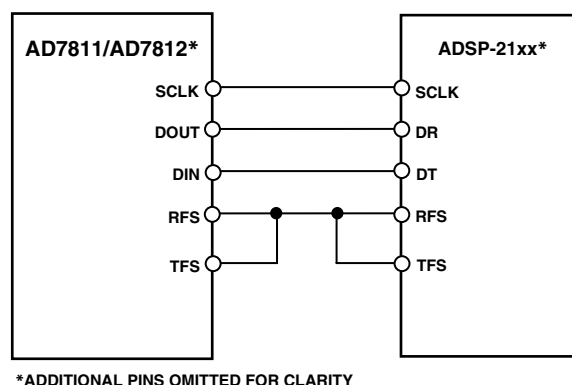 AD7811/AD7812*
ADSP-21xx*
SCLK
SCLK
DOUT
DR
DIN
DT
RFS
RFS
TFS
TFS
*ADDITIONAL PINS OMITTED FOR CLARITY